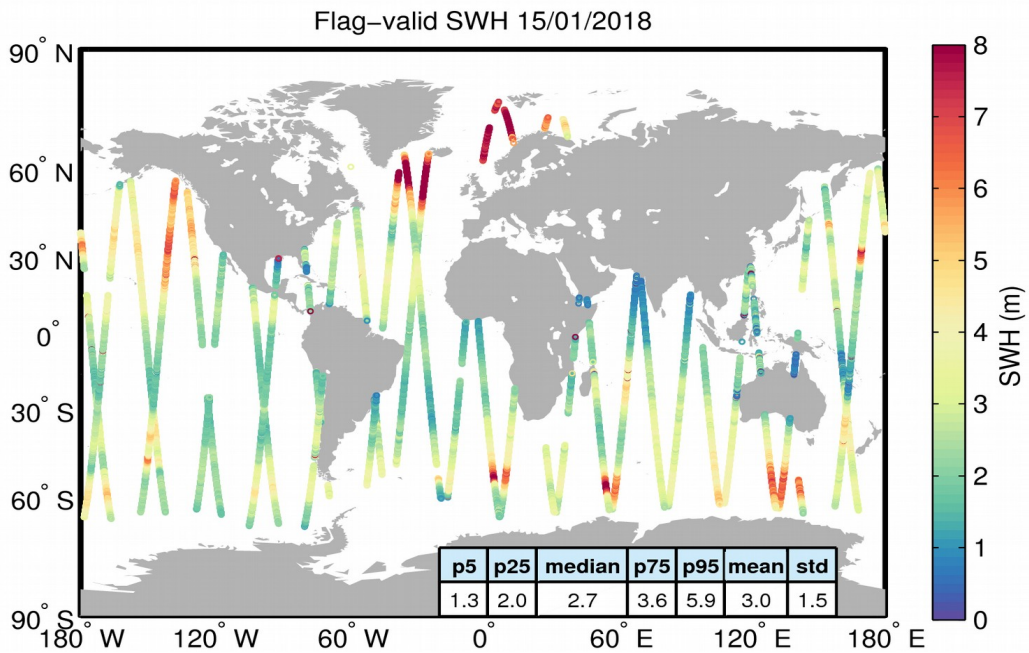 Flag−valid SWH 15/01/2018
90° N
60° N
30° N
0°
30° S
60° S
90° S
180° W
120° W
60° W
0°
60° E
120° E
180° E
p5 p25 median p75 p95 mean std
1.3 2.0 2.7 3.6 5.9 3.0 1.5
8
7
6
5
4
3
2
1
0
SWH (m)